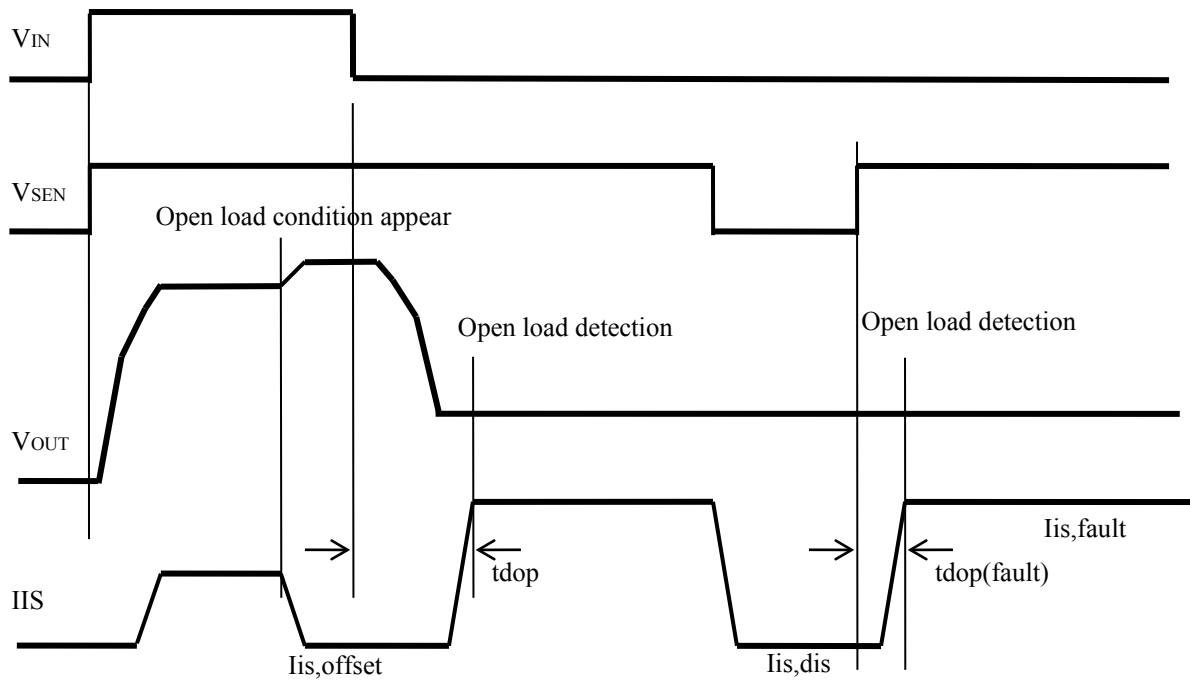 VIN
VSEN
Open load condition appear
Open load detection
Open load detection
VOUT
Iis,fault
tdop
tdop(fault)
IIS
Iis,offset
Iis,dis